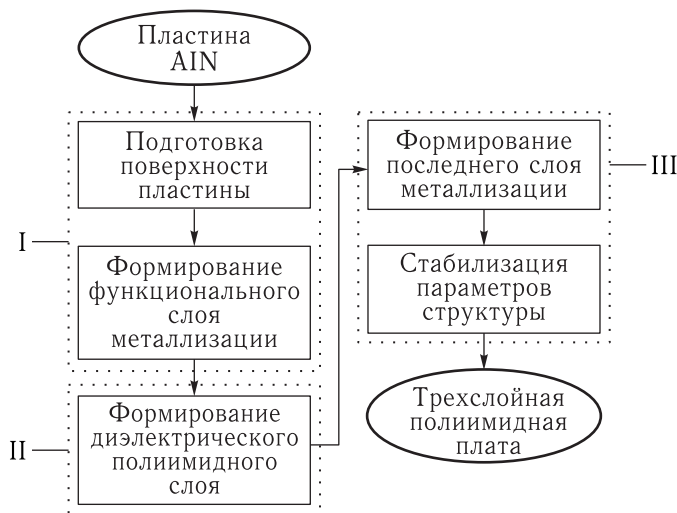 Пластина
AIN
Подготовка
поверхности
пластины
I
Формирование
функционального
слоя
металлизации
II
Формирование
диэлектрического
полиимидного
слоя
Формирование
последнего слоя
металлизации
III
Стабилизация
параметров
структуры
Трехслойная
полиимидная
плата